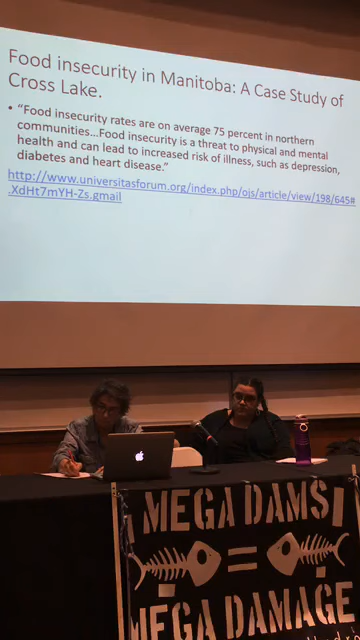 Food insecurity in Manitoba: A Case Study of
Cross Lake.
• “Food insecurity rates are on average 75 percent in northern
communities...Food insecurity is a threat to physical and mental
health and can lead to increased risk of illness, such as depression,
diabetes and heart disease.”
http://www.universitasforum.org/index.php/ojs/article/view/198/645#
.XdHt7mYH-Zs.gmail
MEGA DAMS
=
MEGA DAMAGE